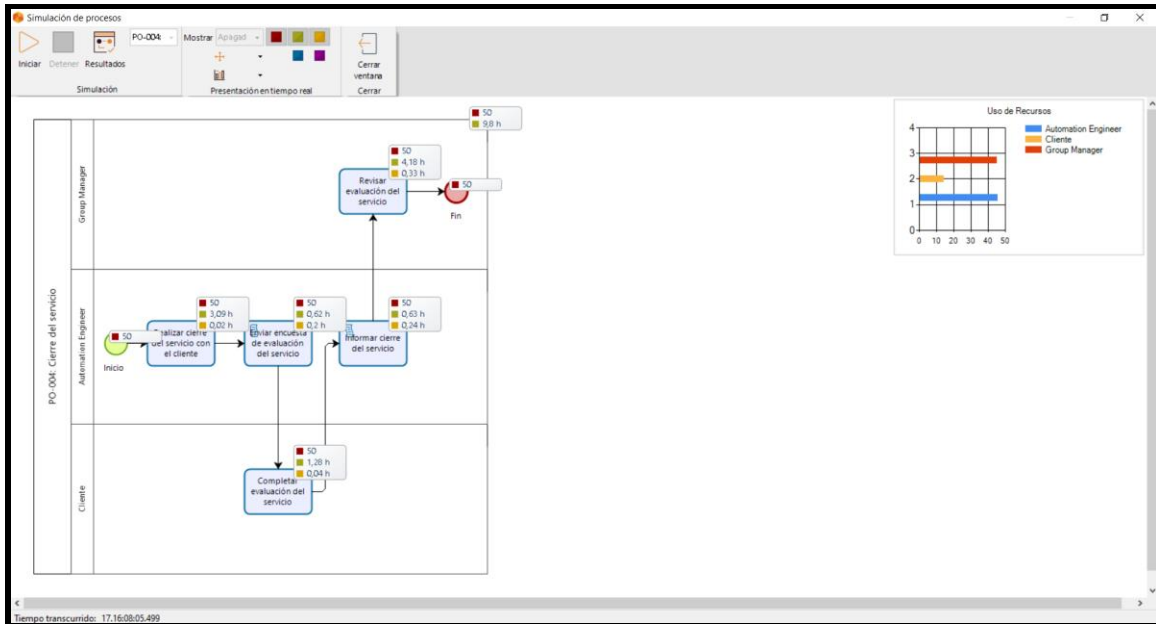 Simulación de procesos
PO-004:
Mostrar Apagad
Iniciar Detener Resultados
Cerrar
ventana
Simulación
Presentación en tiempo real
Cerrar
50
9,8 h
Uso de Recursos
4
3
2
1
0
0 10 20 30 40 50
Automation Engineer
Cliente
Group Manager
PO-004: Cierre del servicio
Group Manager
50
4,18 h
0,33 h
Revisar
evaluación del
servicio
50
Fin
Automation Engineer
50
Inicio
50
3,09 h
0,02 h
Realizar cierre
del servicio con
el cliente
50
0,62 h
0,2 h
Enviar encuesta
de evaluación
del servicio
50
0,63 h
0,24 h
Informar cierre
del servicio
Cliente
50
1,28 h
0,04 h
Completar
evaluación del
servicio
Tiempo transcurrido: 17.16:08:05.499